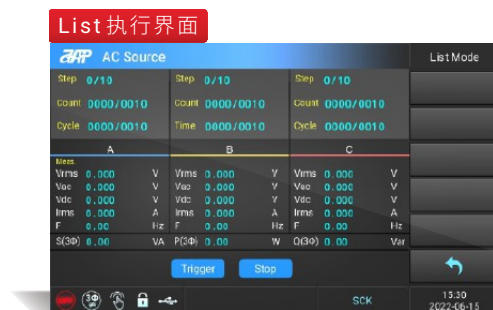 List 执行界面
AAP AC Source List Mode
Step 0/10 Step 0/10 Step 0/10
Count 0000/0010 Count 0000/0010 Count 0000/0010
Cycle 0000/0010 Time 0000/0010 Cycle 0000/0010
A B C
Meas.
Vrms 0.000 V Vrms 0.000 V Vrms 0.000 V
Vac 0.000 V Vac 0.000 V Vac 0.000 V
Vdc 0.000 V Vdc 0.000 V Vdc 0.000 V
Irms 0.000 A Irms 0.000 A Irms 0.000 A
F 0.00 Hz F 0.00 Hz F 0.00 Hz
S(3Φ) 0.00 VA P(3Φ) 0.00 W Q(3Φ) 0.00 Var
Trigger Stop
OFF 3Φ SCK 15:30
2022-06-15